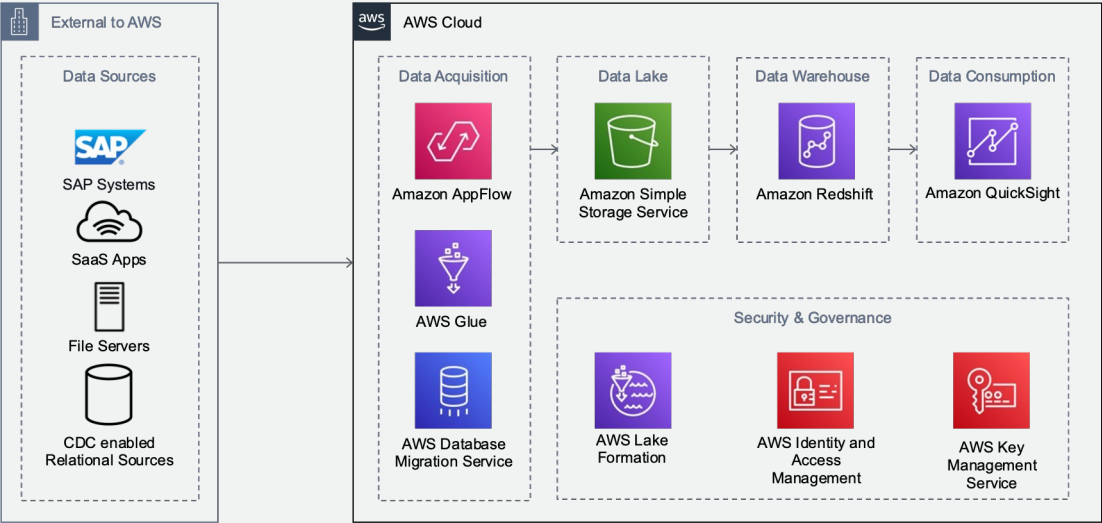 External to AWS
Data Sources
SAP
SAP Systems
SaaS Apps
File Servers
CDC enabled
Relational Sources
aws
AWS Cloud
Data Acquisition
Amazon AppFlow
AWS Glue
AWS Database
Migration Service
Data Lake
Amazon Simple
Storage Service
Data Warehouse
Amazon Redshift
Data Consumption
Amazon QuickSight
Security & Governance
AWS Lake
Formation
AWS Identity and
Access
Management
AWS Key
Management
Service